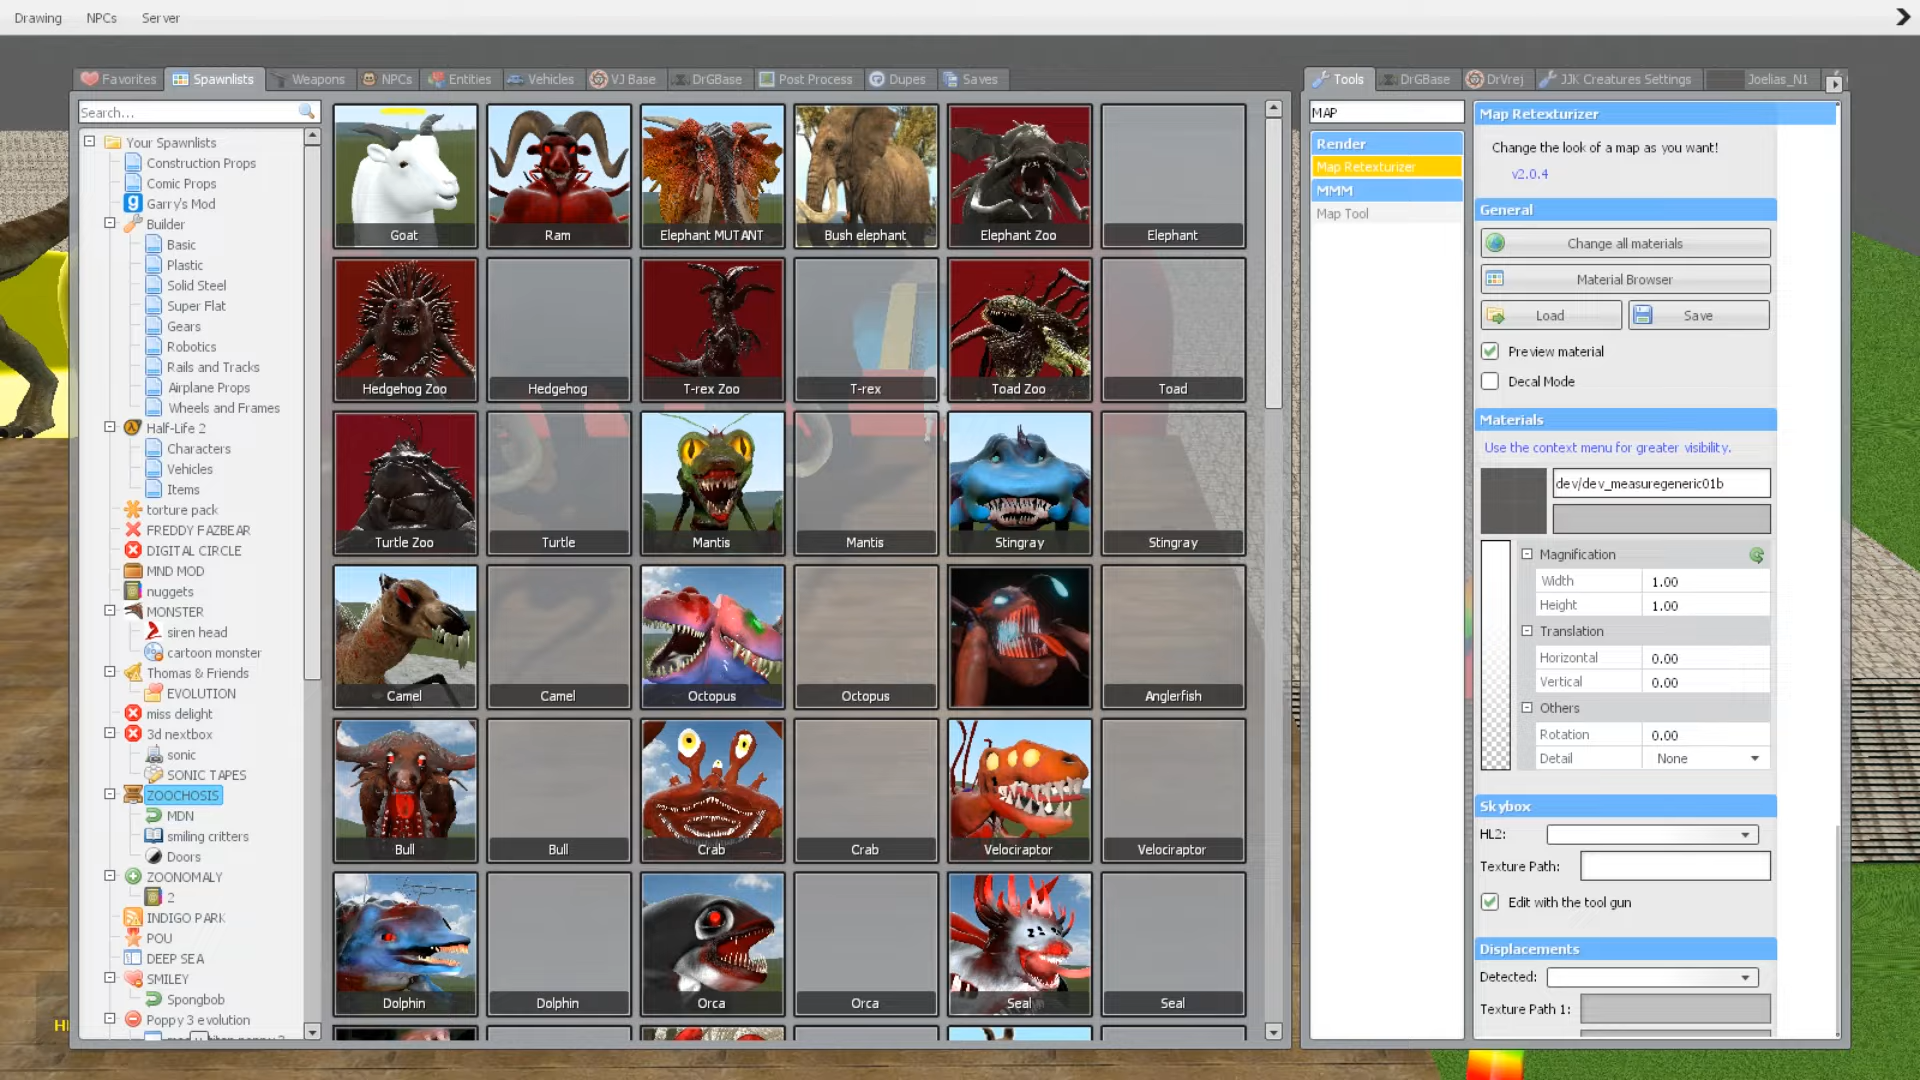 Drawing NPCs Server
Favorites Spawnlists Weapons NPCs Entities Vehicles VJ Base DrGBase Post Process Dupes Saves
Search...
Your Spawnlists
Construction Props
Comic Props
Garry's Mod
Builder
Basic
Plastic
Solid Steel
Super Flat
Gears
Robotics
Rails and Tracks
Airplane Props
Wheels and Frames
Half-Life 2
Characters
Vehicles
Items
torture pack
FREDDY FAZBEAR
DIGITAL CIRCLE
MND MOD
nuggets
MONSTER
siren head
cartoon monster
Thomas & Friends
EVOLUTION
miss delight
3d nextbox
sonic
SONIC TAPES
ZOOCHOSIS
MDN
smiling critters
Doors
ZOONOMALY
2
INDIGO PARK
POU
DEEP SEA
SMILEY
Spongbob
Poppy 3 evolution
Goat Ram Elephant MUTANT Bush elephant Elephant Zoo Elephant
Hedgehog Zoo Hedgehog T-rex Zoo T-rex Toad Zoo Toad
Turtle Zoo Turtle Mantis Mantis Stingray Stingray
Camel Camel Octopus Octopus Anglerfish
Bull Bull Crab Crab Velociraptor Velociraptor
Dolphin Dolphin Orca Orca Seal Seal
Tools DrGBase DrVrej JJK Creatures Settings Joelias_N1
MAP
Render
Map Retexturizer
MMM
Map Tool
Map Retexturizer
Change the look of a map as you want!
v2.0.4
General
Change all materials
Material Browser
Load Save
Preview material
Decal Mode
Materials
Use the context menu for greater visibility.
dev/dev_measuregeneric01b
Magnification
Width 1.00
Height 1.00
Translation
Horizontal 0.00
Vertical 0.00
Others
Rotation 0.00
Detail None
Skybox
HL2:
Texture Path:
Edit with the tool gun
Displacements
Detected:
Texture Path 1: